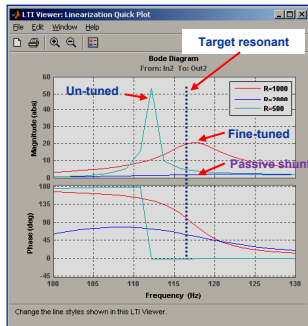 LTI Viewer: Linearization Quick Plot
File Edit Window Help
Target resonant
Bode Diagram
From: In2 To: Out2
Un-tuned
R=1000
R=2000
R=500
Fine-tuned
Passive shunt
Magnitude (abs)
60
50
40
30
20
10
0
Phase (deg)
180
135
90
45
0
-45
100 105 110 115 120 125 138
Frequency (Hz)
Change the line styles shown in this LTI Viewer.